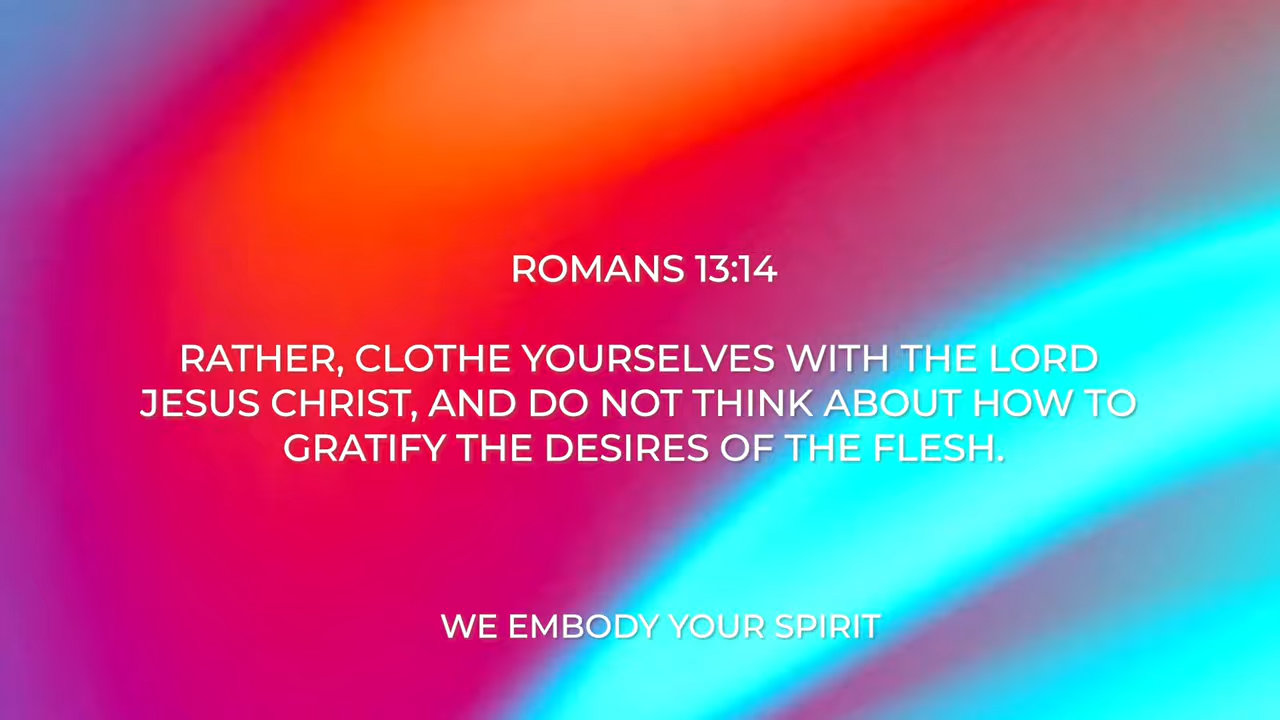 ROMANS 13:14
RATHER, CLOTHE YOURSELVES WITH THE LORD
JESUS CHRIST, AND DO NOT THINK ABOUT HOW TO
GRATIFY THE DESIRES OF THE FLESH.
WE EMBODY YOUR SPIRIT